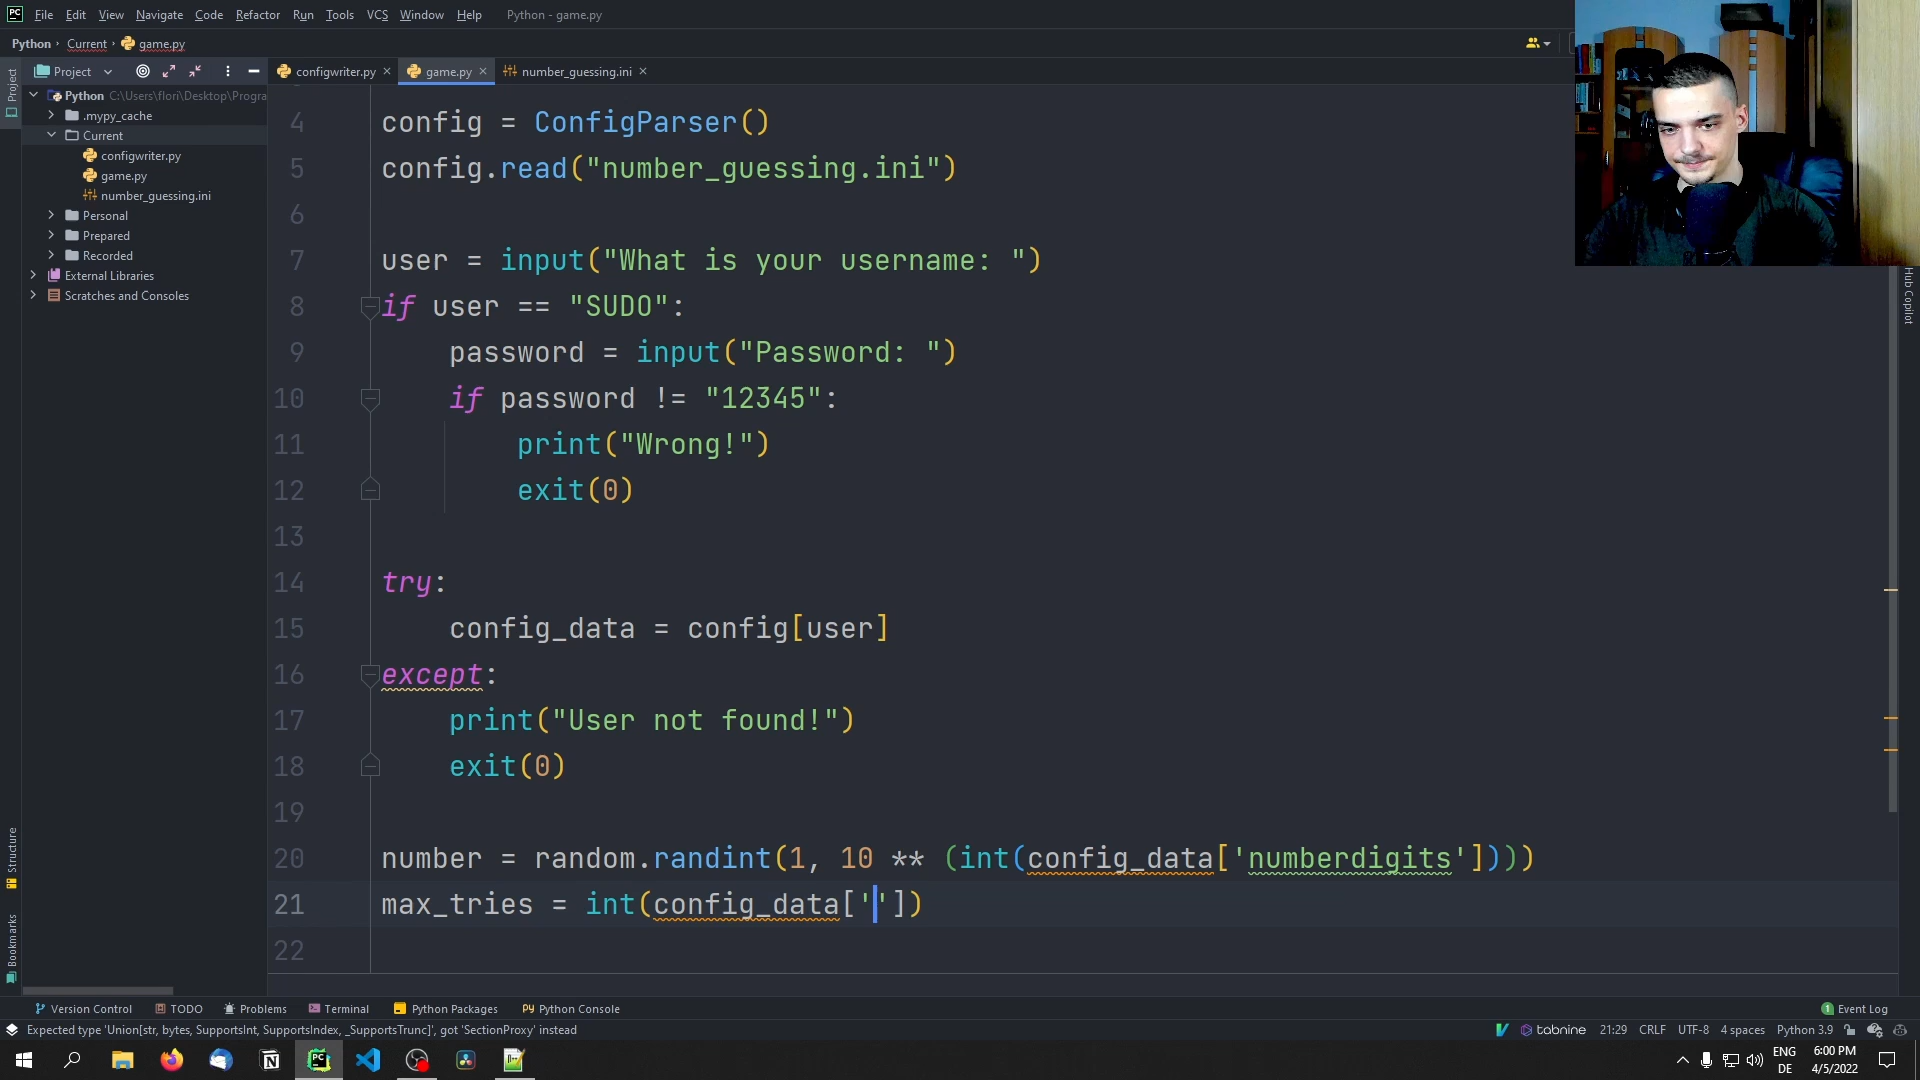 PC File Edit View Navigate Code Refactor Run Tools VCS Window Help Python - game.py
Python › Current › game.py
Project configwriter.py game.py number_guessing.ini
Python C:\Users\flori\Desktop\Progra
.mypy_cache
Current
configwriter.py
game.py
number_guessing.ini
Personal
Prepared
Recorded
External Libraries
Scratches and Consoles
Project
Structure
Bookmarks
4 config = ConfigParser()
5 config.read("number_guessing.ini")
6
7 user = input("What is your username: ")
8 if user == "SUDO":
9 password = input("Password: ")
10 if password != "12345":
11 print("Wrong!")
12 exit(0)
13
14 try:
15 config_data = config[user]
16 except:
17 print("User not found!")
18 exit(0)
19
20 number = random.randint(1, 10 ** (int(config_data['numberdigits'])))
21 max_tries = int(config_data[''])
22
Hub Copilot
Version Control TODO Problems Terminal Python Packages Python Console 1 Event Log
Expected type 'Union[str, bytes, SupportsInt, SupportsIndex, _SupportsTrunc]', got 'SectionProxy' instead tabnine 21:29 CRLF UTF-8 4 spaces Python 3.9
ENG 6:00 PM
DE 4/5/2022